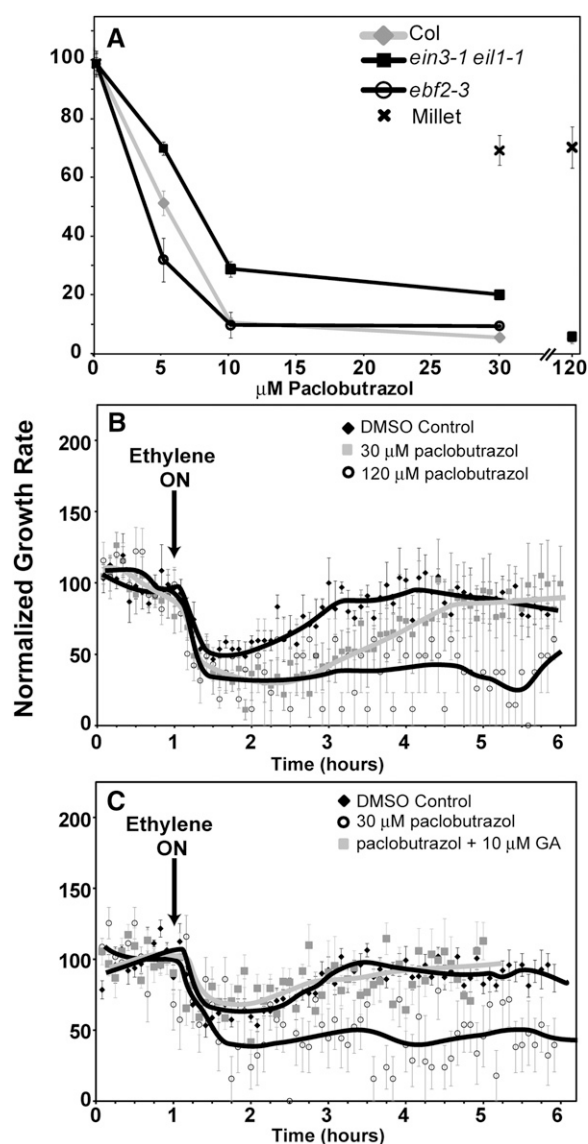 A
Col
ein3-1 eil1-1
ebf2-3
Millet
100
80
60
40
20
0
0 5 10 15 20 25 30 120
μM Paclobutrazol
Normalized Growth Rate
B
DMSO Control
30 μM paclobutrazol
120 μM paclobutrazol
Ethylene
ON
200
150
100
50
0
0 1 2 3 4 5 6
Time (hours)
C
DMSO Control
30 μM paclobutrazol
paclobutrazol + 10 μM GA
Ethylene
ON
200
150
100
50
0
0 1 2 3 4 5 6
Time (hours)